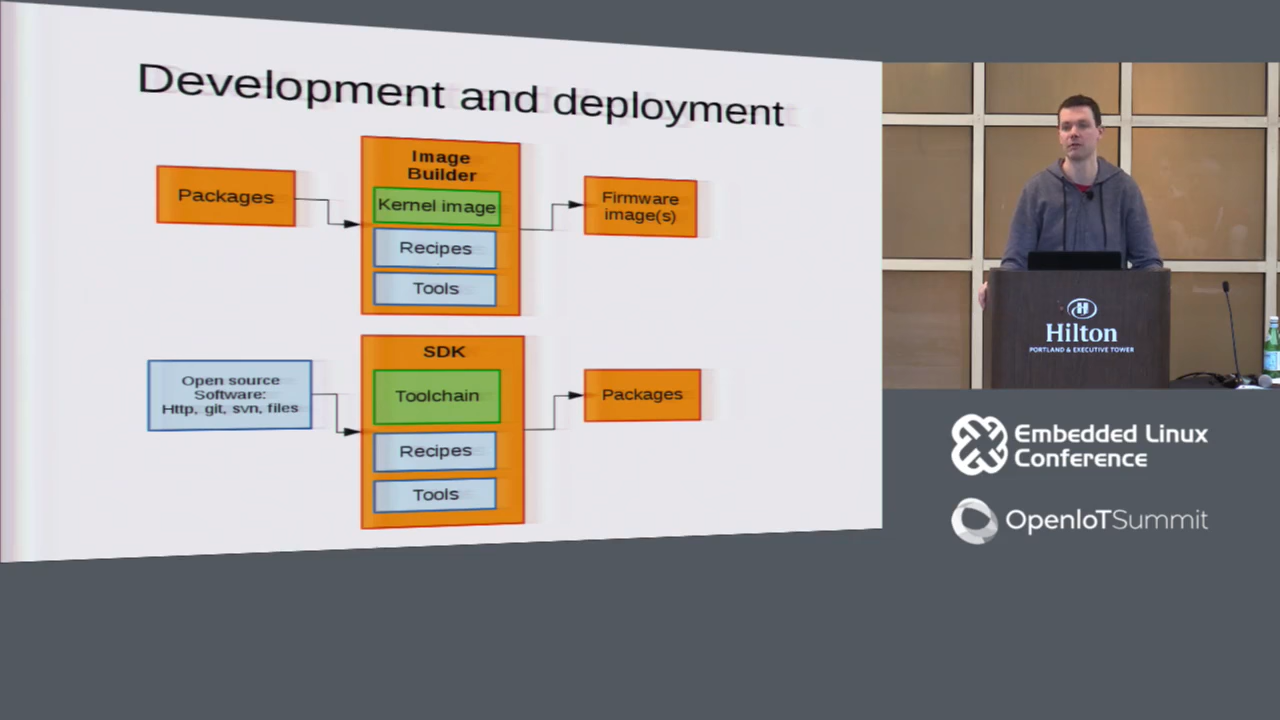 Development and deployment
Packages
Image
Builder
Kernel image
Recipes
Tools
Firmware
image(s)
Open source
Software:
Http, git, svn, files
SDK
Toolchain
Recipes
Tools
Packages
Hilton
PORTLAND & EXECUTIVE TOWER
Embedded Linux
Conference
OpenIoTSummit